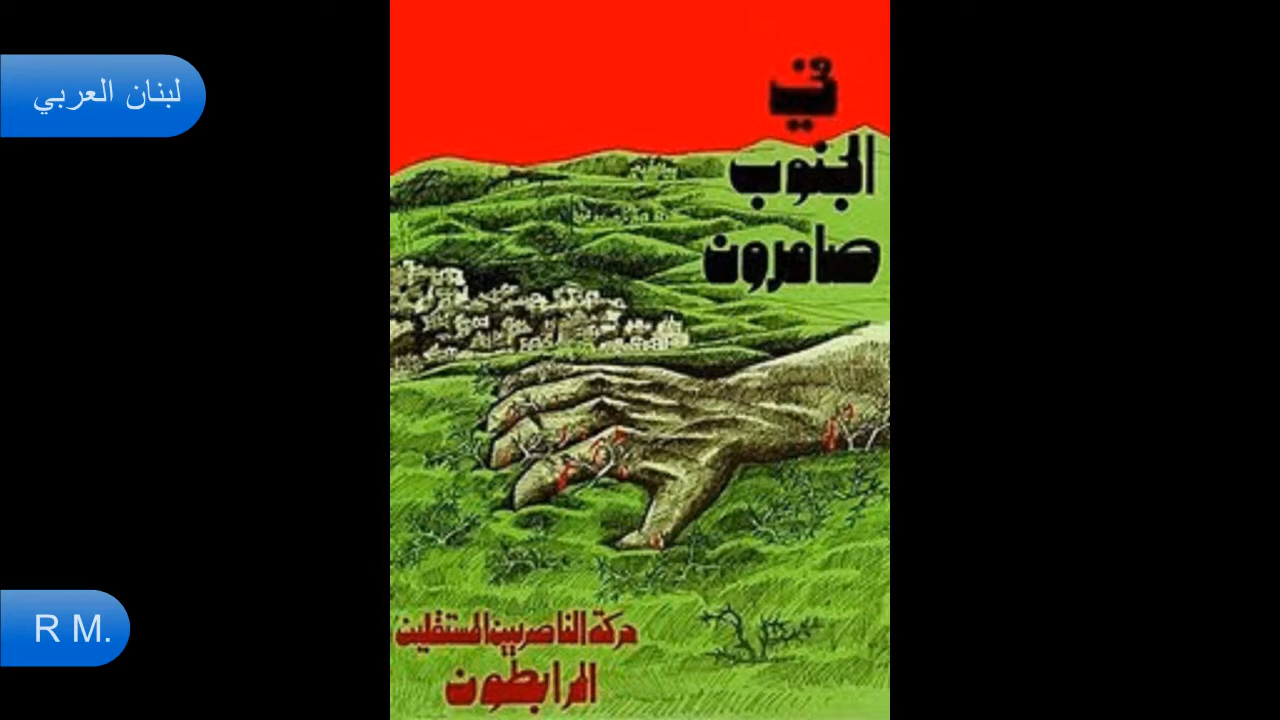 لبنان العربي
في
الجنوب
صامدون
حركة الناصريين المستقلين
المرابطون
R M.